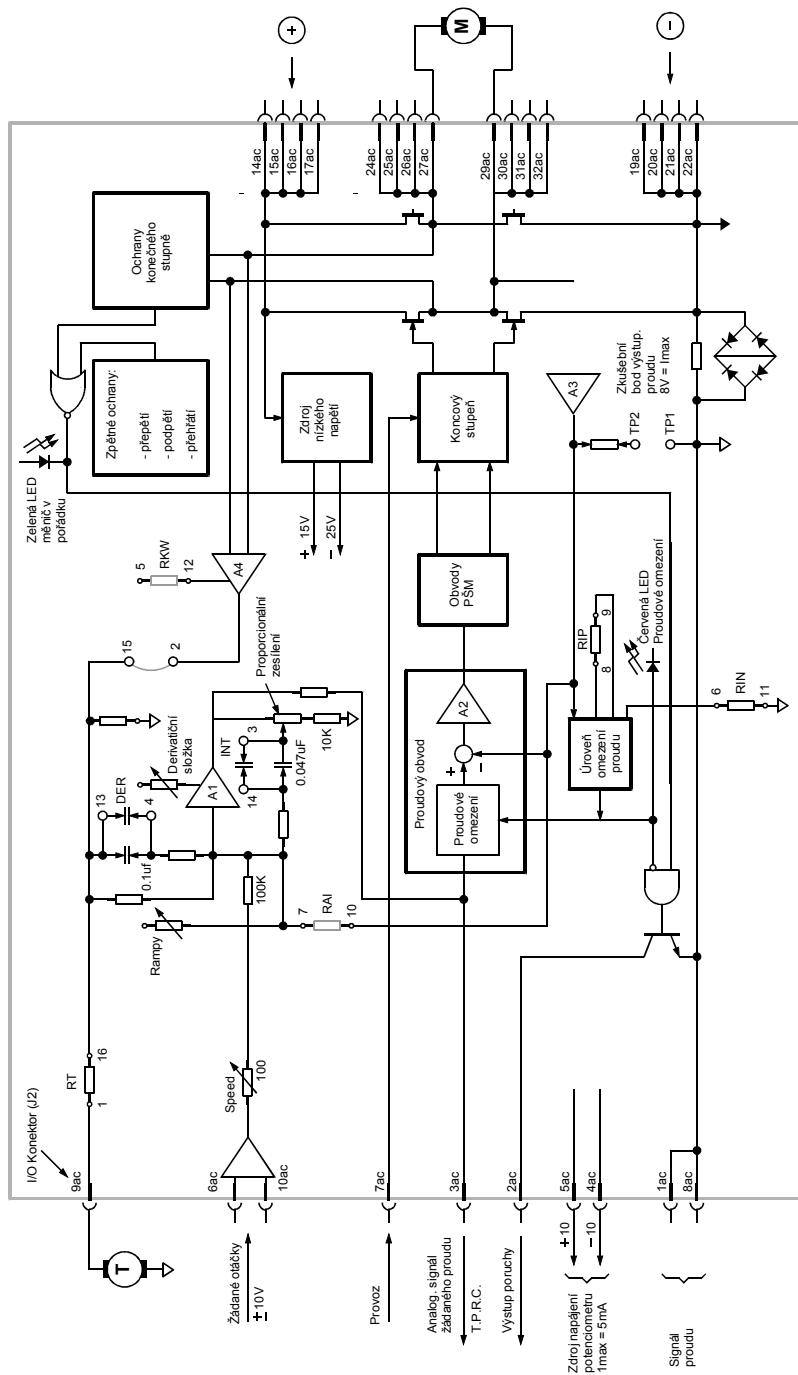 I/O Konektor (J2)
T
9ac
1
RT
16
Žádané otáčky
+10V
−
6ac
10ac
Speed
100
100K
Rampy
0.1uf
13
DER
4
Derivatiční
složka
A1
14
INT
3
0.047uF
10K
Proporcionální
zesílení
7
RAI
10
15
2
5
RKW
12
A4
Zelená LED
měnič v
pořádku
Zpětné ochrany:
- přepětí
- podpětí
- přehřátí
Ochrany
konečného
stupně
Zdroj
nízkého
napětí
+ 15V
− 25V
Provoz
7ac
Analog. signál
žádaného proudu
T.P.R.C.
3ac
Proudový obvod
Proudové
omezení
+
−
A2
Obvody
PŠM
Koncový
stupeň
Výstup poruchy
2ac
Zdroj napájení
potenciometru
1max = 5mA
+10
−10
5ac
4ac
Úroveň
omezení
proudu
8
RIP
9
6
RIN
11
Červená LED
Proudové omezení
A3
TP2
TP1
Zkušební
bod výstup.
proudu
8V = Imax
Signál
proudu
1ac
8ac
14ac
15ac
16ac
17ac
+
24ac
25ac
26ac
27ac
M
29ac
30ac
31ac
32ac
19ac
20ac
21ac
22ac
−